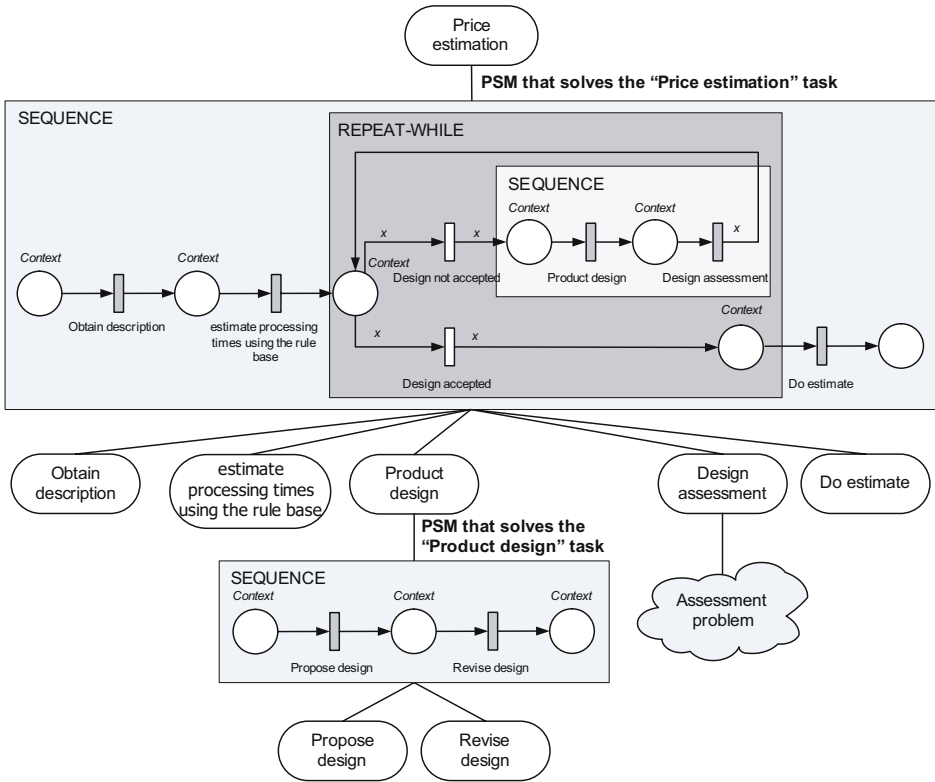 Price
estimation
PSM that solves the “Price estimation” task
SEQUENCE
REPEAT-WHILE
SEQUENCE
Context
Context
x
x
x
Design not accepted
Product design
Design assessment
Context
Context
Context
Context
Obtain description
estimate processing
times using the rule
base
x
x
Design accepted
Do estimate
Obtain
description
estimate
processing times
using the rule base
Product
design
Design
assessment
Do estimate
PSM that solves the
“Product design” task
SEQUENCE
Context
Context
Context
Propose design
Revise design
Assessment
problem
Propose
design
Revise
design